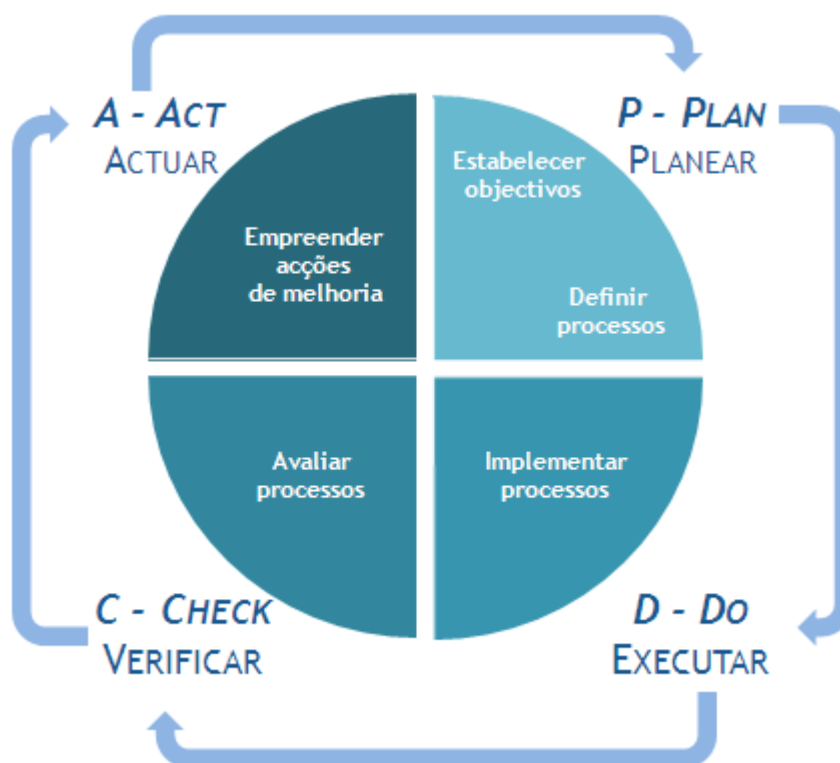 A - ACT
ACTUAR
P - PLAN
PLANEAR
Estabelecer
objectivos
Definir
processos
Empreender
acções
de melhoria
Avaliar
processos
Implementar
processos
C - CHECK
VERIFICAR
D - DO
EXECUTAR